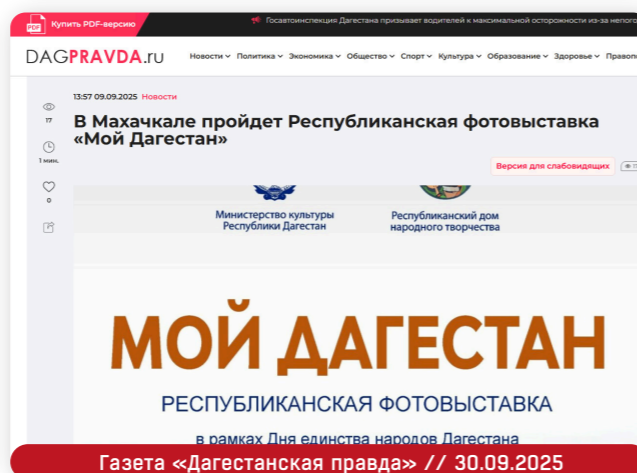 PDF Купить PDF-версию
Госавтоинспекция Дагестана призывает водителей к максимальной осторожности из-за
DAGPRAVDA.ru
Новости Политика Экономика Общество Спорт Культура Образование Здоровье
13:57 09.09.2025 Новости
17
В Махачкале пройдет Республиканская фотовыставка
«Мой Дагестан»
1 мин.
Версия для слабовидящих
0
Министерство культуры
Республики Дагестан
Республиканский дом
народного творчества
МОЙ ДАГЕСТАН
РЕСПУБЛИКАНСКАЯ ФОТОВЫСТАВКА
в рамках Дня единства народов Дагестана
Газета «Дагестанская правда» // 30.09.2025